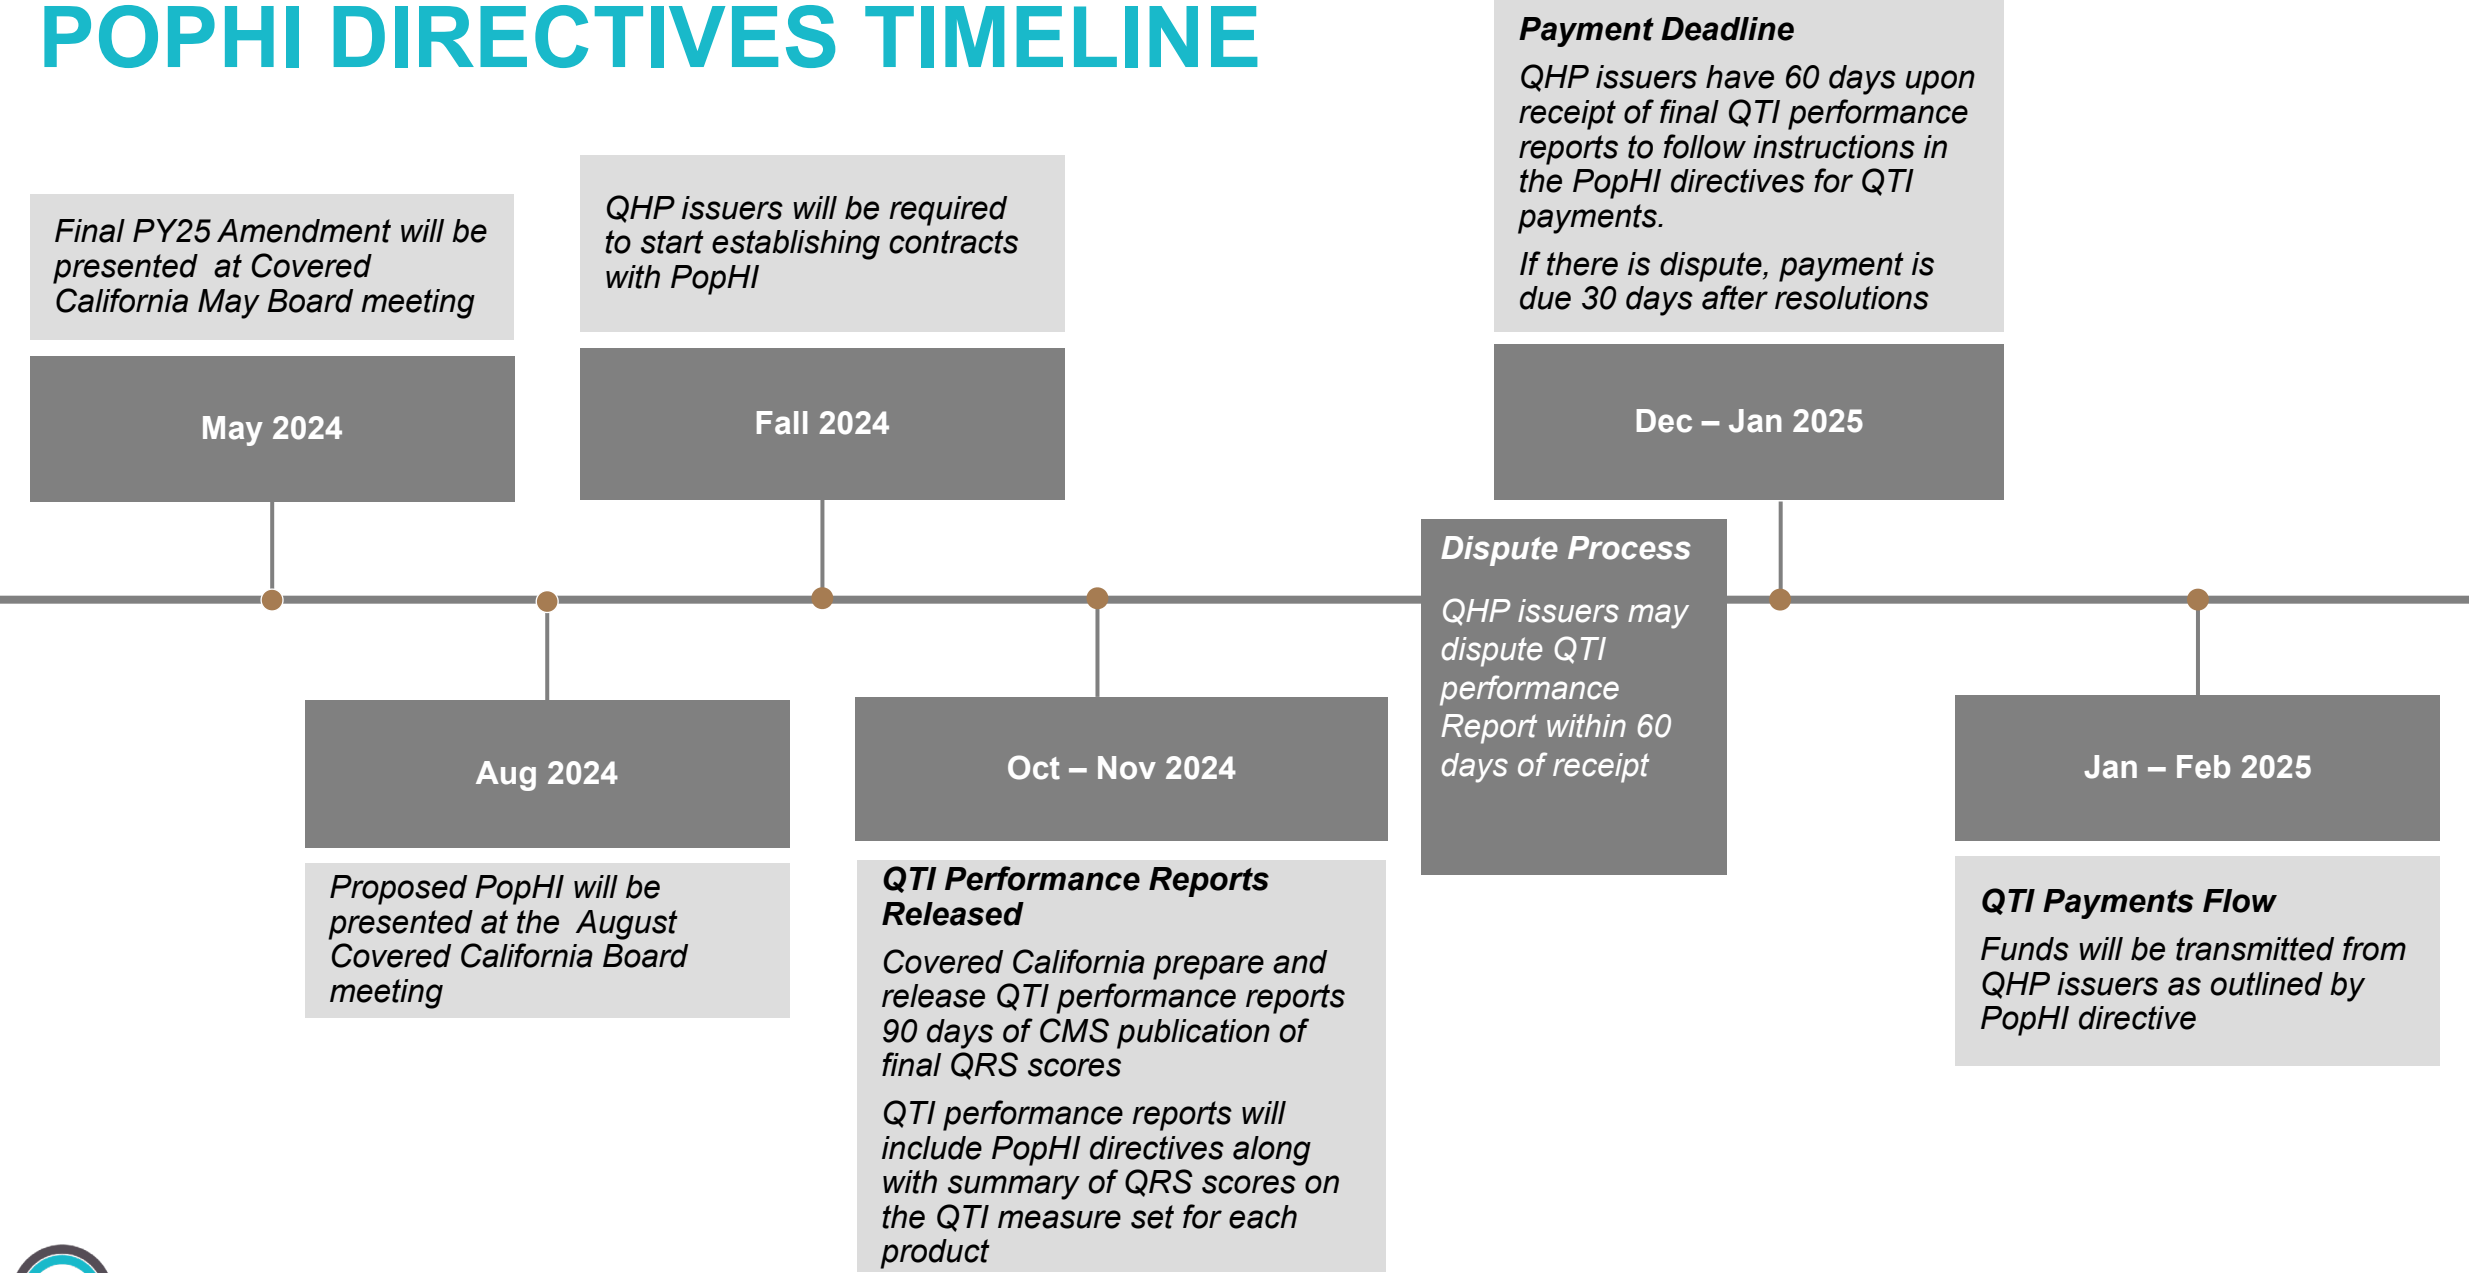 POPHI DIRECTIVES TIMELINE
Final PY25 Amendment will be
presented at Covered
California May Board meeting
May 2024
Proposed PopHI will be
presented at the August
Covered California Board
meeting
Aug 2024
QHP issuers will be required
to start establishing contracts
with PopHI
Fall 2024
Oct – Nov 2024
QTI Performance Reports
Released
Covered California prepare and
release QTI performance reports
90 days of CMS publication of
final QRS scores
QTI performance reports will
include PopHI directives along
with summary of QRS scores on
the QTI measure set for each
product
Dispute Process
QHP issuers may
dispute QTI
performance
Report within 60
days of receipt
Payment Deadline
QHP issuers have 60 days upon
receipt of final QTI performance
reports to follow instructions in
the PopHI directives for QTI
payments.
If there is dispute, payment is
due 30 days after resolutions
Dec – Jan 2025
Jan – Feb 2025
QTI Payments Flow
Funds will be transmitted from
QHP issuers as outlined by
PopHI directive